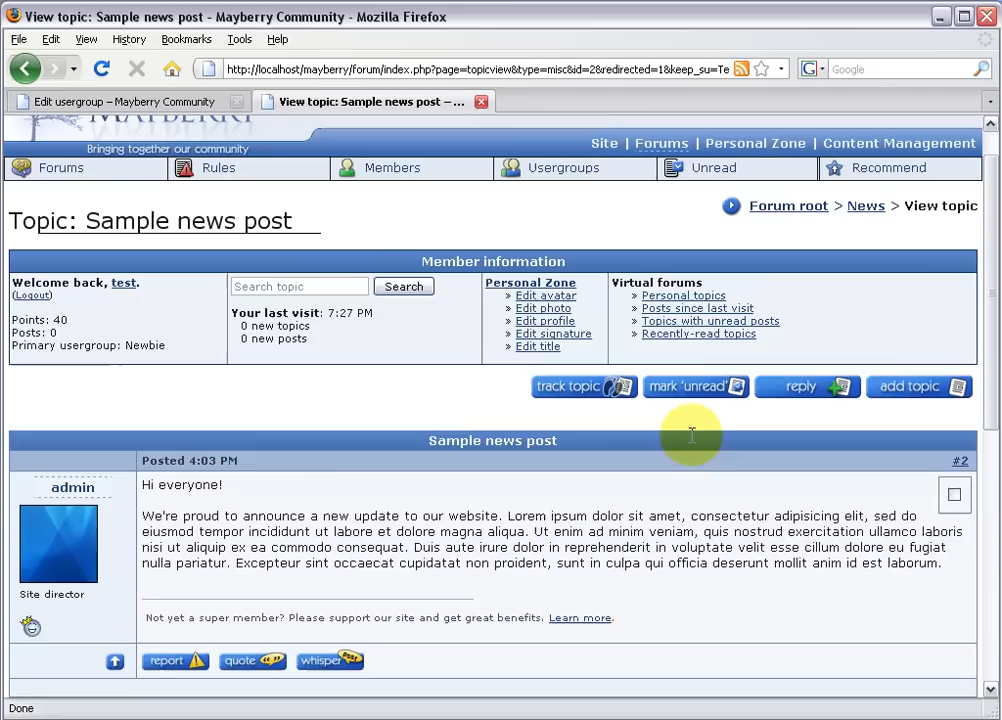 View topic: Sample news post - Mayberry Community - Mozilla Firefox
File Edit View History Bookmarks Tools Help
http://localhost/mayberry/forum/index.php?page=topicview&type=misc&id=2&redirected=1&keep_su=Te
G Google
Edit usergroup – Mayberry Community
View topic: Sample news post – ...
MAYBERRY
Bringing together our community
Site | Forums | Personal Zone | Content Management
Forums Rules Members Usergroups Unread Recommend
Forum root > News > View topic
Topic: Sample news post
Member information
Welcome back, test.
(Logout)
Points: 40
Posts: 0
Primary usergroup: Newbie
Search topic Search
Your last visit: 7:27 PM
0 new topics
0 new posts
Personal Zone
» Edit avatar
» Edit photo
» Edit profile
» Edit signature
» Edit title
Virtual forums
» Personal topics
» Posts since last visit
» Topics with unread posts
» Recently-read topics
track topic mark 'unread' reply add topic
Sample news post
Posted 4:03 PM #2
admin
Site director
Hi everyone!
We're proud to announce a new update to our website. Lorem ipsum dolor sit amet, consectetur adipisicing elit, sed do
eiusmod tempor incididunt ut labore et dolore magna aliqua. Ut enim ad minim veniam, quis nostrud exercitation ullamco laboris
nisi ut aliquip ex ea commodo consequat. Duis aute irure dolor in reprehenderit in voluptate velit esse cillum dolore eu fugiat
nulla pariatur. Excepteur sint occaecat cupidatat non proident, sunt in culpa qui officia deserunt mollit anim id est laborum.
Not yet a super member? Please support our site and get great benefits. Learn more.
report quote whisper
Done